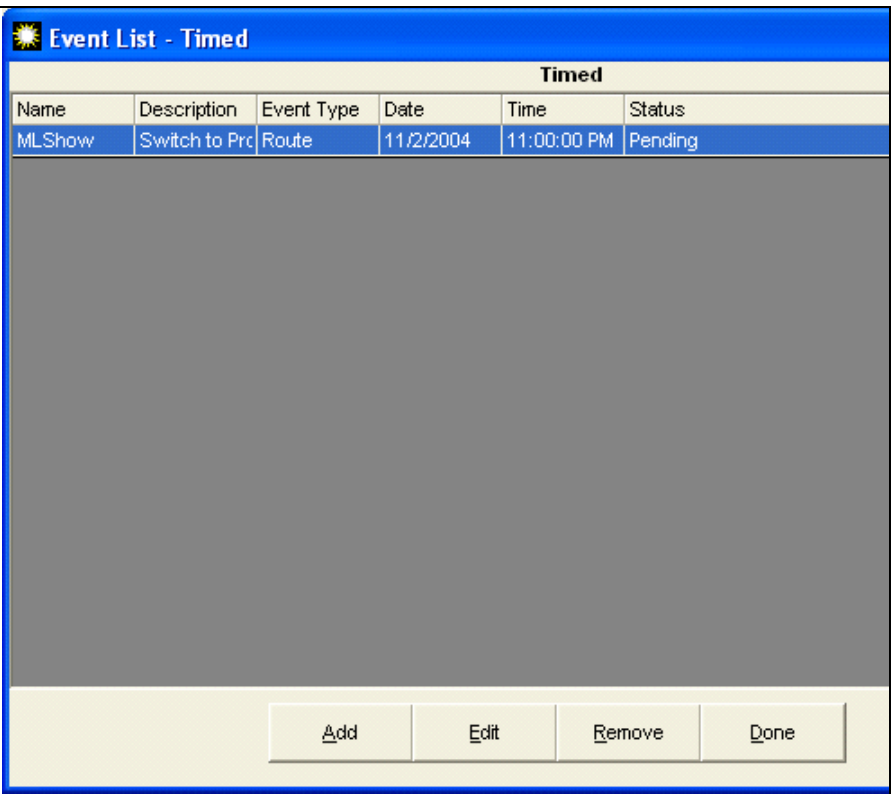 Event List - Timed
Timed
Name Description Event Type Date Time Status
MLShow Switch to Prc Route 11/2/2004 11:00:00 PM Pending
Add Edit Remove Done